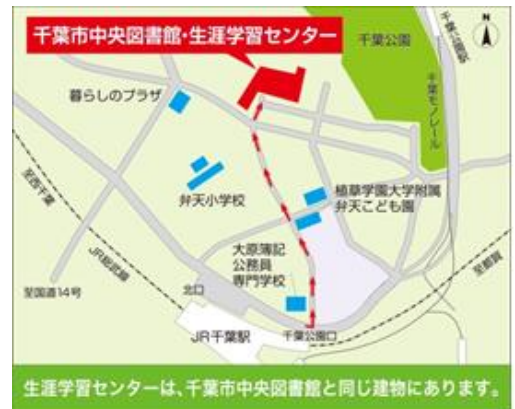 N
千葉市中央図書館・生涯学習センター
千葉公園
千葉公園駅
千葉モノレール
暮らしのプラザ
弁天小学校
植草学園大学附属
弁天こども園
至西千葉
JR総武線
大原簿記
公務員
専門学校
至都賀
至国道14号
北口
JR千葉駅
千葉公園口
生涯学習センターは、千葉市中央図書館と同じ建物にあります。